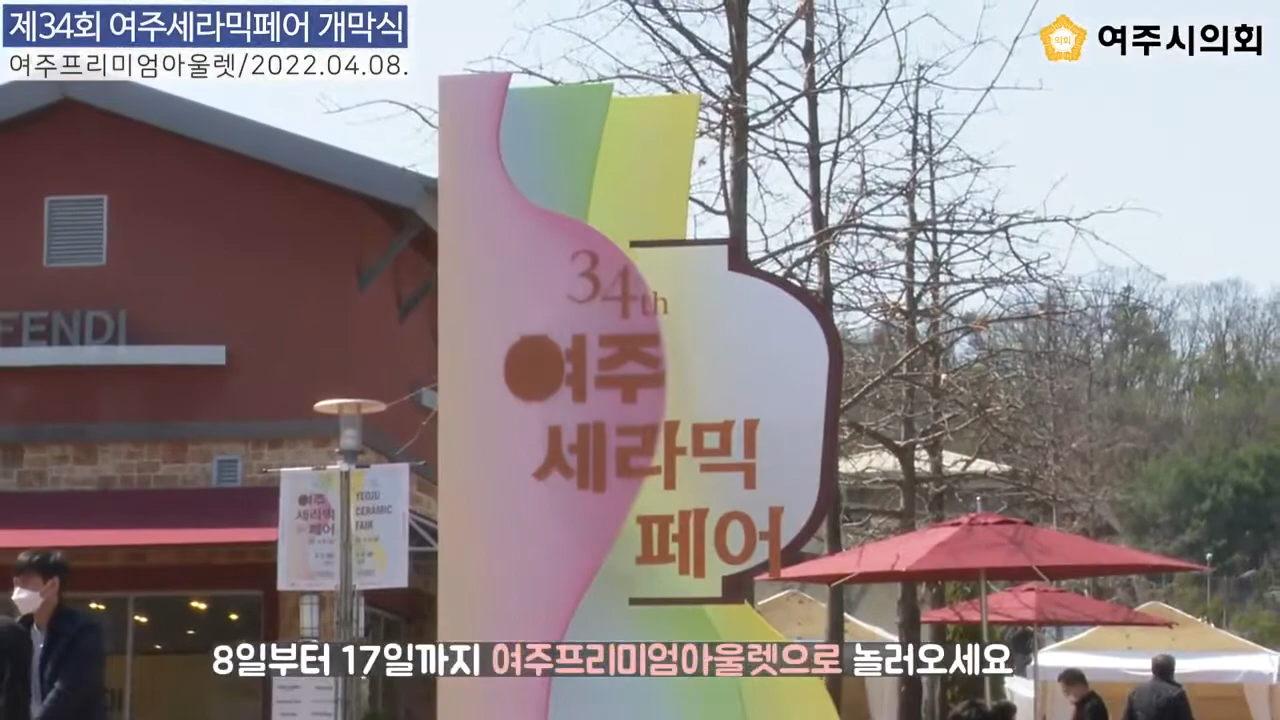 제34회 여주세라믹페어 개막식
여주프리미엄아울렛/2022.04.08.
의회
여주시의회
FENDI
34th
여주
세라믹
페어
여주
세라믹
페어
YEOJU
CERAMIC
FAIR
8일부터 17일까지 여주프리미엄아울렛으로 놀러오세요